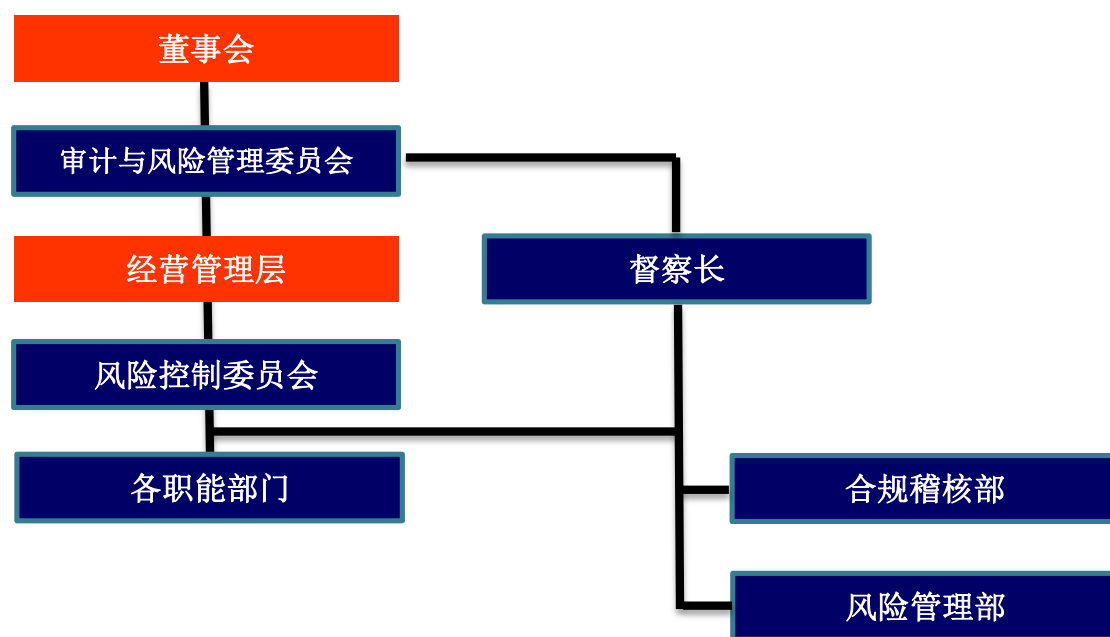 董事会
审计与风险管理委员会
经营管理层
督察长
风险控制委员会
各职能部门
合规稽核部
风险管理部